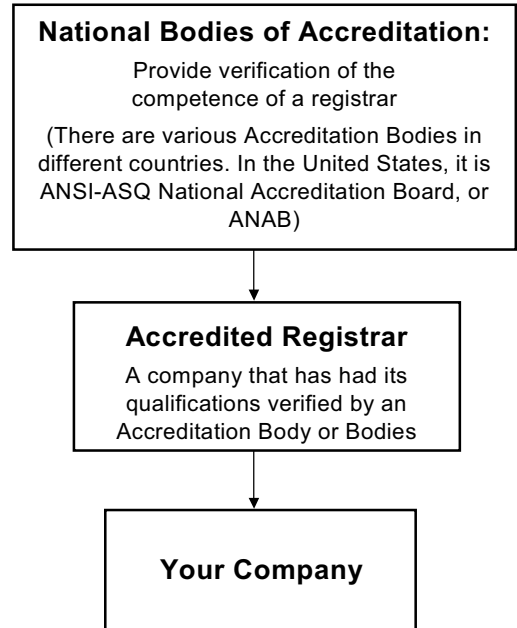 National Bodies of Accreditation:
Provide verification of the
competence of a registrar
(There are various Accreditation Bodies in
different countries. In the United States, it is
ANSI-ASQ National Accreditation Board, or
ANAB)
Accredited Registrar
A company that has had its
qualifications verified by an
Accreditation Body or Bodies
Your Company